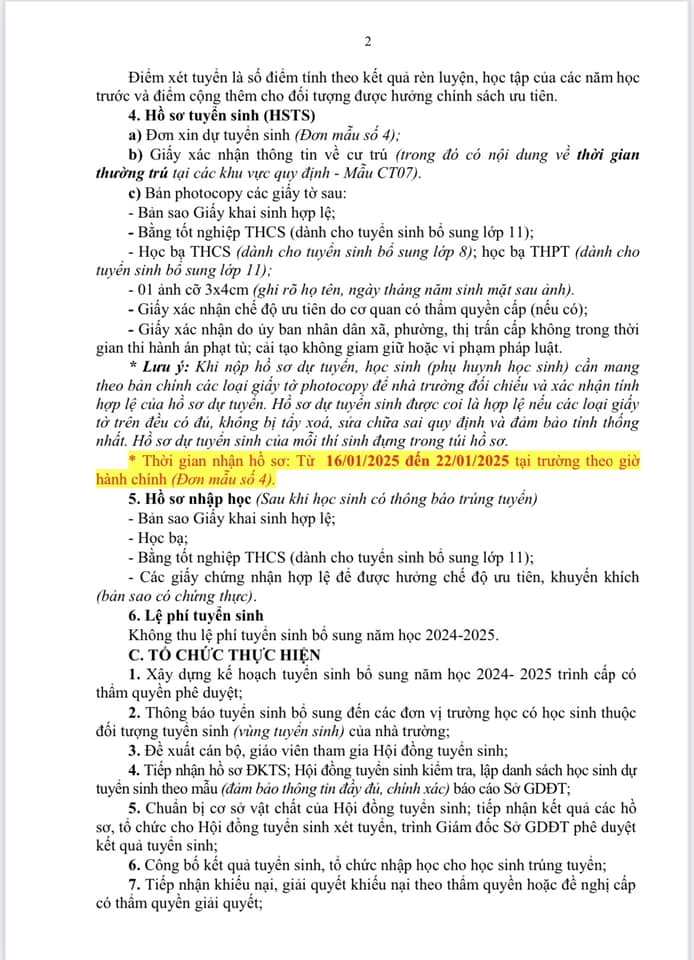 2
Điểm xét tuyển là số điểm tính theo kết quả rèn luyện, học tập của các năm học
trước và điểm cộng thêm cho đối tượng được hưởng chính sách ưu tiên.
4. Hồ sơ tuyển sinh (HSTS)
a) Đơn xin dự tuyển sinh (Đơn mẫu số 4);
b) Giấy xác nhận thông tin về cư trú (trong đó có nội dung về thời gian
thường trú tại các khu vực quy định - Mẫu CT07).
c) Bản photocopy các giấy tờ sau:
- Bản sao Giấy khai sinh hợp lệ;
- Bằng tốt nghiệp THCS (dành cho tuyển sinh bổ sung lớp 11);
- Học bạ THCS (dành cho tuyển sinh bổ sung lớp 8); học bạ THPT (dành cho
tuyển sinh bổ sung lớp 11);
- 01 ảnh cỡ 3x4cm (ghi rõ họ tên, ngày tháng năm sinh mặt sau ảnh).
- Giấy xác nhận chế độ ưu tiên do cơ quan có thẩm quyền cấp (nếu có);
- Giấy xác nhận do ủy ban nhân dân xã, phường, thị trấn cấp không trong thời
gian thi hành án phạt tù; cải tạo không giam giữ hoặc vi phạm pháp luật.
* Lưu ý: Khi nộp hồ sơ dự tuyển, học sinh (phụ huynh học sinh) cần mang
theo bản chính các loại giấy tờ photocopy để nhà trường đối chiếu và xác nhận tính
hợp lệ của hồ sơ dự tuyển. Hồ sơ dự tuyển sinh được coi là hợp lệ nếu các loại giấy
tờ trên đều có đủ, không bị tẩy xoá, sửa chữa sai quy định và đảm bảo tính thống
nhất. Hồ sơ dự tuyển sinh của mỗi thí sinh đựng trong túi hồ sơ.
* Thời gian nhận hồ sơ: Từ 16/01/2025 đến 22/01/2025 tại trường theo giờ
hành chính (Đơn mẫu số 4).
5. Hồ sơ nhập học (Sau khi học sinh có thông báo trúng tuyển)
- Bản sao Giấy khai sinh hợp lệ;
- Học bạ;
- Bằng tốt nghiệp THCS (dành cho tuyển sinh bổ sung lớp 11);
- Các giấy chứng nhận hợp lệ để được hưởng chế độ ưu tiên, khuyến khích
(bản sao có chứng thực).
6. Lệ phí tuyển sinh
Không thu lệ phí tuyển sinh bổ sung năm học 2024-2025.
C. TỔ CHỨC THỰC HIỆN
1. Xây dựng kế hoạch tuyển sinh bổ sung năm học 2024- 2025 trình cấp có
thẩm quyền phê duyệt;
2. Thông báo tuyển sinh bổ sung đến các đơn vị trường học có học sinh thuộc
đối tượng tuyển sinh (vùng tuyển sinh) của nhà trường;
3. Đề xuất cán bộ, giáo viên tham gia Hội đồng tuyển sinh;
4. Tiếp nhận hồ sơ ĐKTS; Hội đồng tuyển sinh kiểm tra, lập danh sách học sinh dự
tuyển sinh theo mẫu (đảm bảo thông tin đầy đủ, chính xác) báo cáo Sở GDĐT;
5. Chuẩn bị cơ sở vật chất của Hội đồng tuyển sinh; tiếp nhận kết quả các hồ
sơ, tổ chức cho Hội đồng tuyển sinh xét tuyển, trình Giám đốc Sở GDĐT phê duyệt
kết quả tuyển sinh;
6. Công bố kết quả tuyển sinh, tổ chức nhập học cho học sinh trúng tuyển;
7. Tiếp nhận khiếu nại, giải quyết khiếu nại theo thẩm quyền hoặc đề nghị cấp
có thẩm quyền giải quyết;